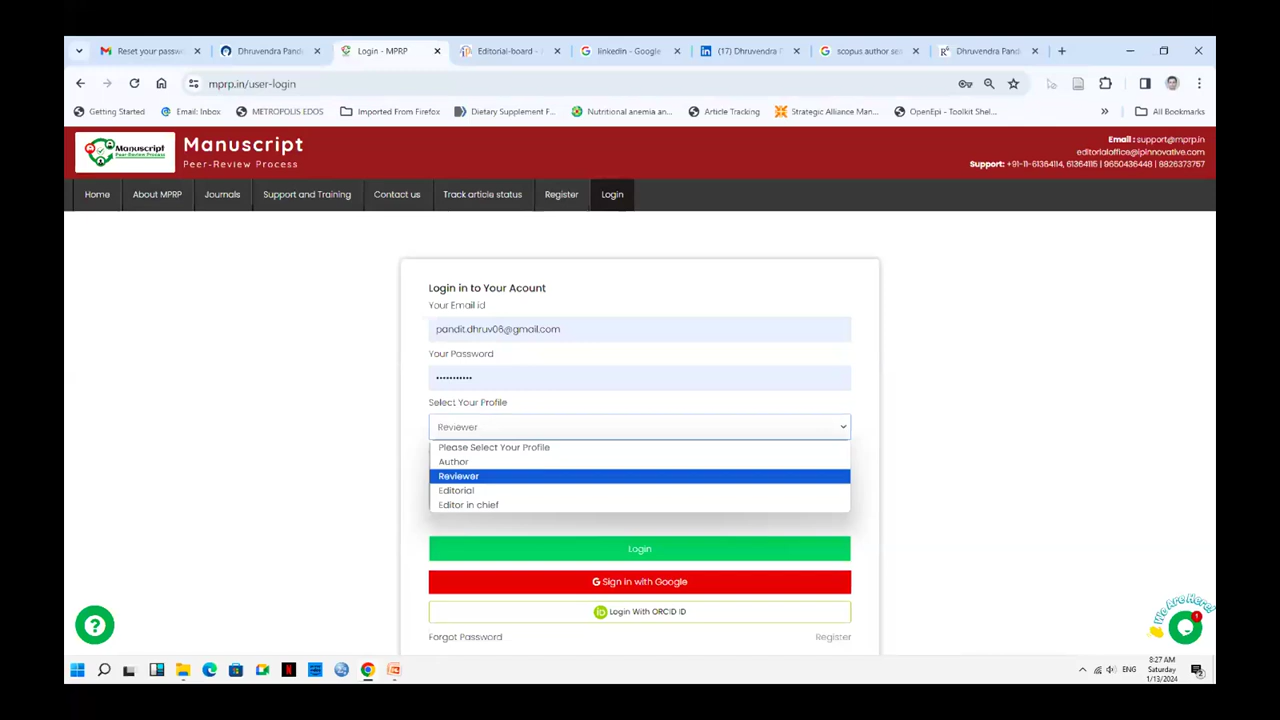 Reset your passw
Dhruvendra Pand
Login - MPRP
Editorial-board -
linkedin - Google
(17) Dhruvendra P
scopus author sea
Dhruvendra Pand
mprp.in/user-login
Getting Started
Email: Inbox
METROPOLIS EDOS
Imported From Firefox
Dietary Supplement F...
Nutritional anemia an...
Article Tracking
Strategic Alliance Man...
OpenEpi - Toolkit Shel...
All Bookmarks
Manuscript
Peer-Review Process
Manuscript
Peer-Review Process
Email : support@mprp.in
editorialoffice@ipinnovative.com
Support: +91-11-61364114, 61364115 | 9650436448 | 8826373757
Home
About MPRP
Journals
Support and Training
Contact us
Track article status
Register
Login
Login in to Your Acount
Your Email id
pandit.dhruv06@gmail.com
Your Password
Select Your Profile
Reviewer
Please Select Your Profile
Author
Reviewer
Editorial
Editor in chief
Login
G Sign in with Google
iD Login With ORCID ID
Forgot Password
Register
We Are Here!
1
8:27 AM
ENG
Saturday
1/13/2024
2